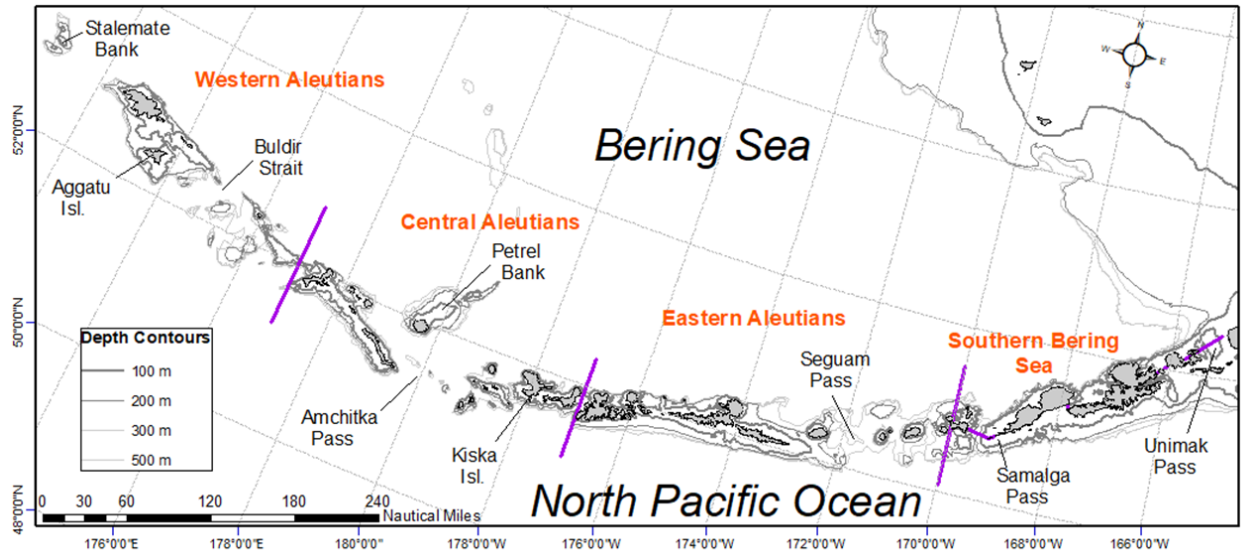 Stalemate
Bank
Western Aleutians
N
W
E
S
Bering Sea
Buldir
Strait
Aggatu
Isl.
Central Aleutians
Petrel
Bank
Eastern Aleutians
Southern Bering
Sea
Seguam
Pass
Depth Contours
100 m
200 m
300 m
500 m
Amchitka
Pass
Kiska
Isl.
Samalga
Pass
Unimak
Pass
North Pacific Ocean
0 30 60 120 180 240
Nautical Miles
52°0'0"N
50°0'0"N
48°0'0"N
176°0'0"E 178°0'0"E 180°0'0" 178°0'0"W 176°0'0"W 174°0'0"W 172°0'0"W 170°0'0"W 168°0'0"W 166°0'0"W